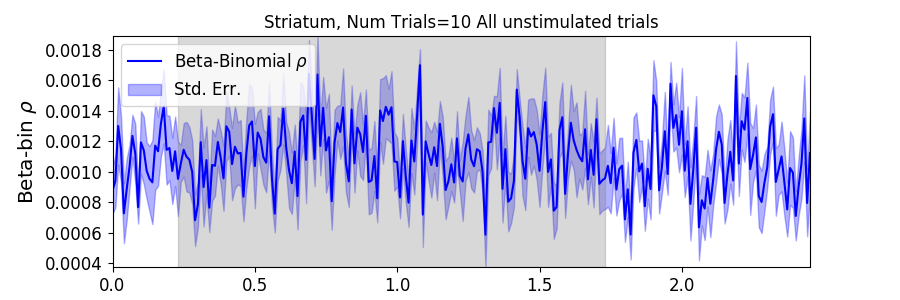 Striatum, Num Trials=10 All unstimulated trials
Beta-bin ρ
0.0018
0.0016
0.0014
0.0012
0.0010
0.0008
0.0006
0.0004
Beta-Binomial ρ
Std. Err.
0.0 0.5 1.0 1.5 2.0